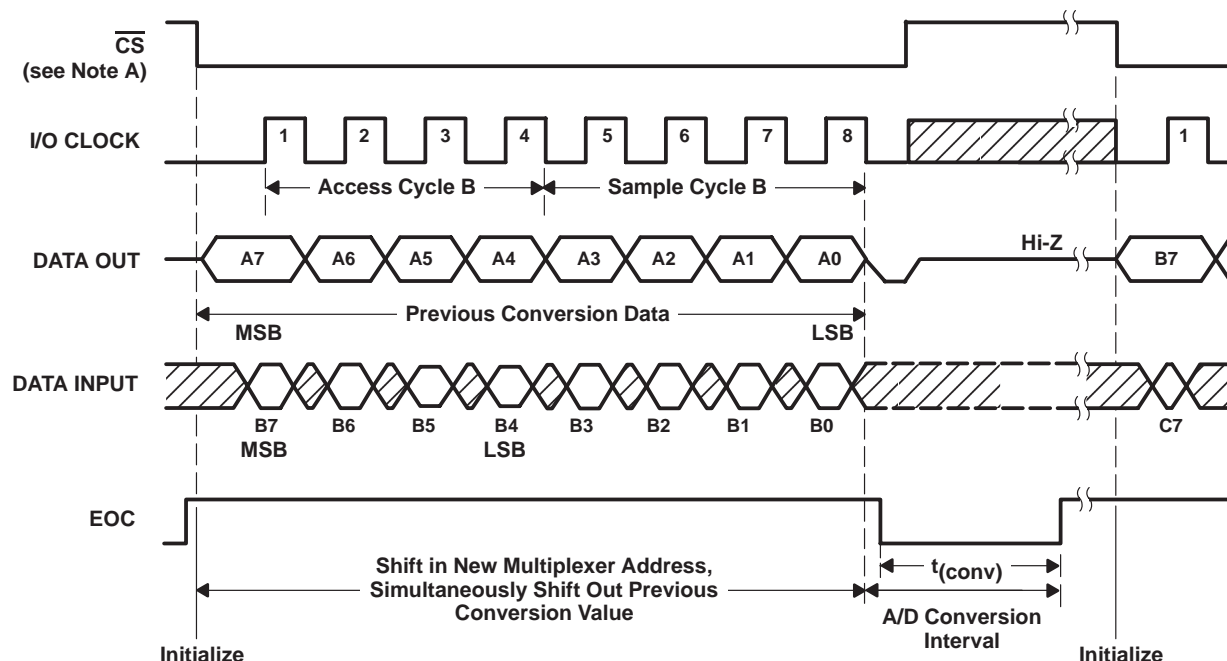 CS
(see Note A)
I/O CLOCK
1 2 3 4 5 6 7 8 1
Access Cycle B Sample Cycle B
Hi-Z
DATA OUT
A7 A6 A5 A4 A3 A2 A1 A0 B7
Previous Conversion Data
MSB LSB
DATA INPUT
B7 B6 B5 B4 B3 B2 B1 B0 C7
MSB LSB
EOC
Shift in New Multiplexer Address,
Simultaneously Shift Out Previous
Conversion Value
t(conv)
A/D Conversion
Interval
Initialize Initialize